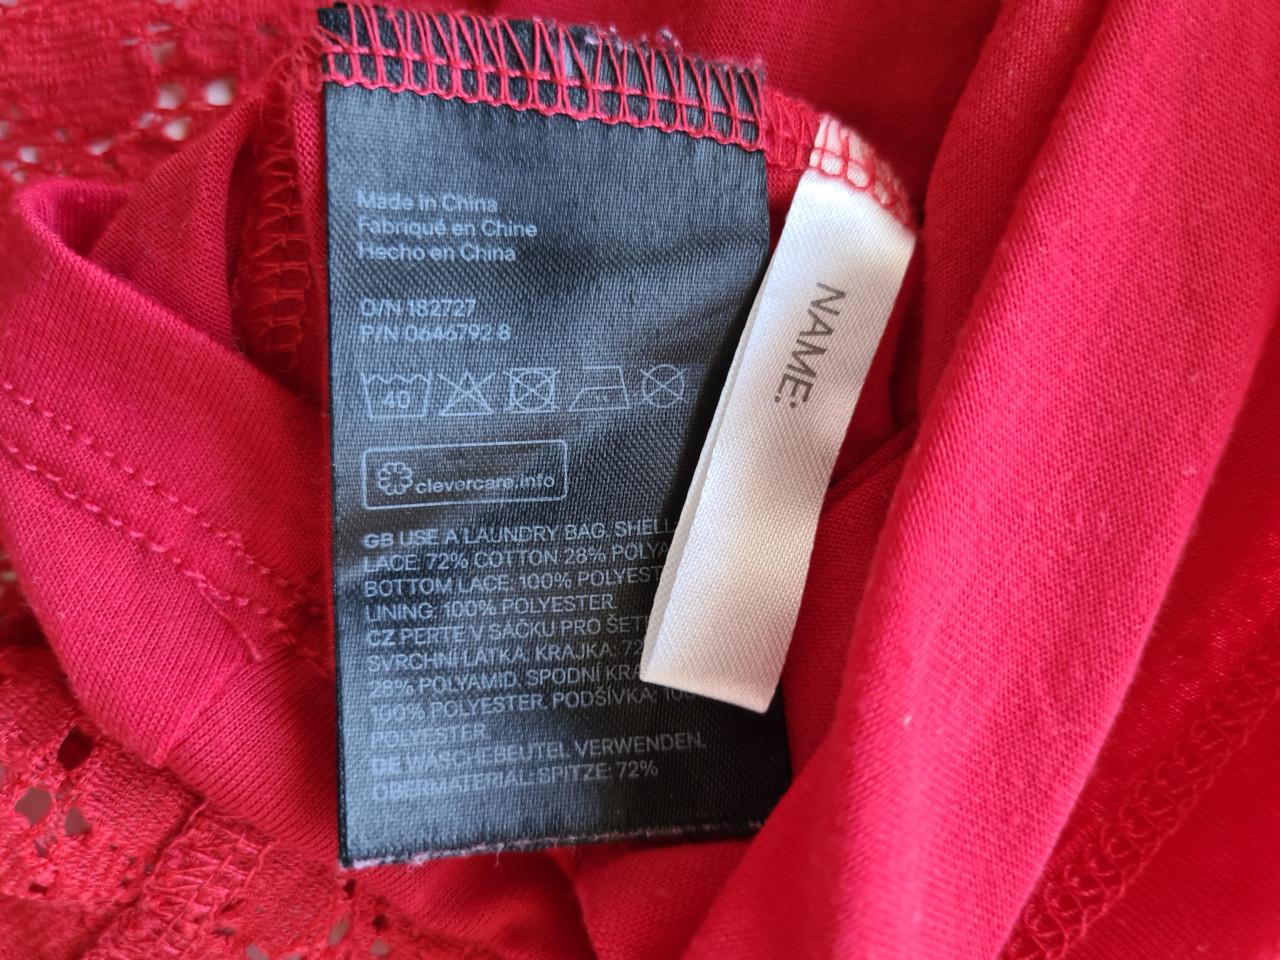 Made in China
Fabriqué en Chine
Hecho en China
O/N 182727
P/N 0646792 8
40
clevercare.info
GB USE A LAUNDRY BAG. SHELL
LACE: 72% COTTON 28% POLYA
BOTTOM LACE: 100% POLYEST
LINING: 100% POLYESTER.
CZ PERTE V SÁČKU PRO ŠET
SVRCHNÍ LÁTKA, KRAJKA: 72
28% POLYAMID. SPODNÍ KRA
100% POLYESTER. PODŠÍVKA: 100
POLYESTER.
DE WÄSCHEBEUTEL VERWENDEN.
OBERMATERIAL-SPITZE: 72%
NAME: